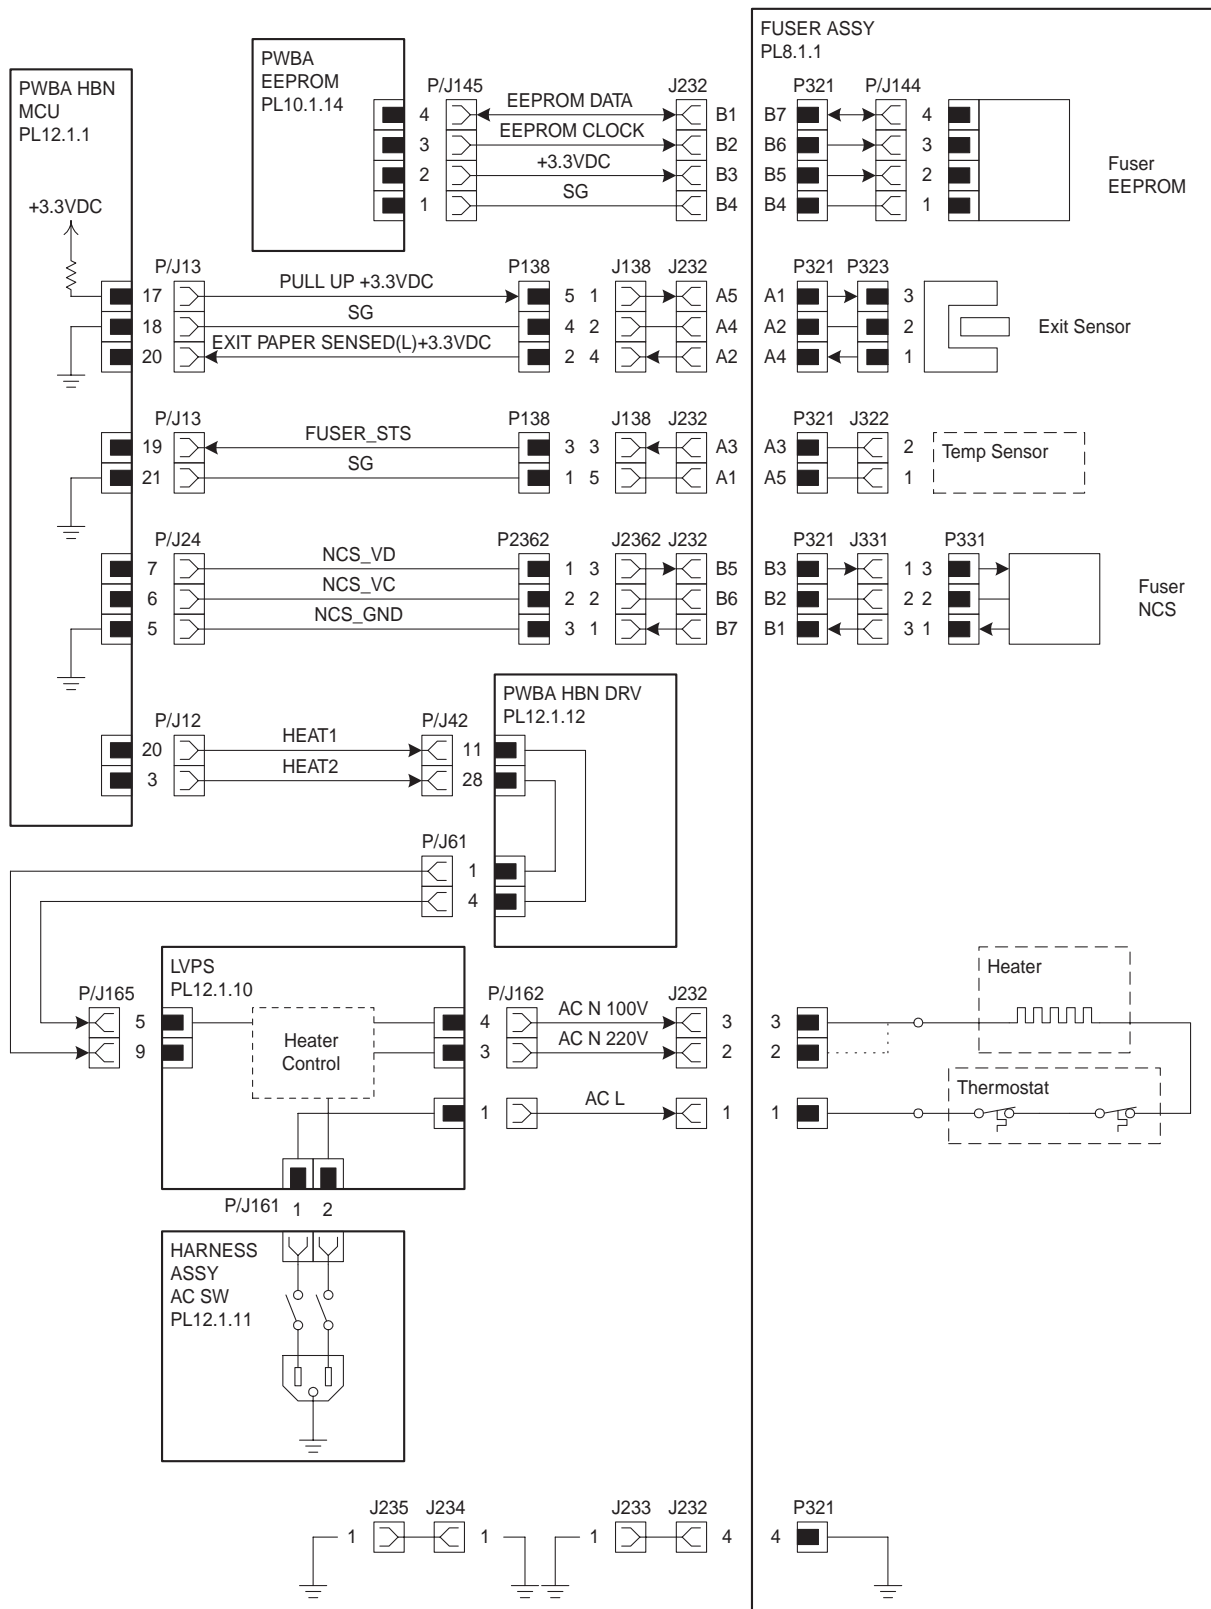 FUSER ASSY
PL8.1.1
PWBA
EEPROM
PL10.1.14
PWBA HBN
MCU
PL12.1.1
P/J145 J232 P321 P/J144
4 EEPROM DATA B1 B7 4
3 EEPROM CLOCK B2 B6 3
2 +3.3VDC B3 B5 2
1 SG B4 B4 1
Fuser
EEPROM
+3.3VDC
P/J13 P138 J138 J232 P321 P323
17 PULL UP +3.3VDC 5 1 A5 A1 3
18 SG 4 2 A4 A2 2
20 EXIT PAPER SENSED(L)+3.3VDC 2 4 A2 A4 1
Exit Sensor
P/J13 P138 J138 J232 P321 J322
19 FUSER_STS 3 3 A3 A3 2
21 SG 1 5 A1 A5 1
Temp Sensor
P/J24 P2362 J2362 J232 P321 J331 P331
7 NCS_VD 1 3 B5 B3 1 3
6 NCS_VC 2 2 B6 B2 2 2
5 NCS_GND 3 1 B7 B1 3 1
Fuser
NCS
PWBA HBN DRV
PL12.1.12
P/J12 P/J42
20 HEAT1 11
3 HEAT2 28
P/J61
1
4
LVPS
PL12.1.10
Heater
P/J165 P/J162 J232
5 4 AC N 100V 3 3
9 3 AC N 220V 2 2
Heater
Control
Thermostat
1 AC L 1 1
P/J161 1 2
HARNESS
ASSY
AC SW
PL12.1.11
J235 J234 J233 J232 P321
1 1 1 4 4